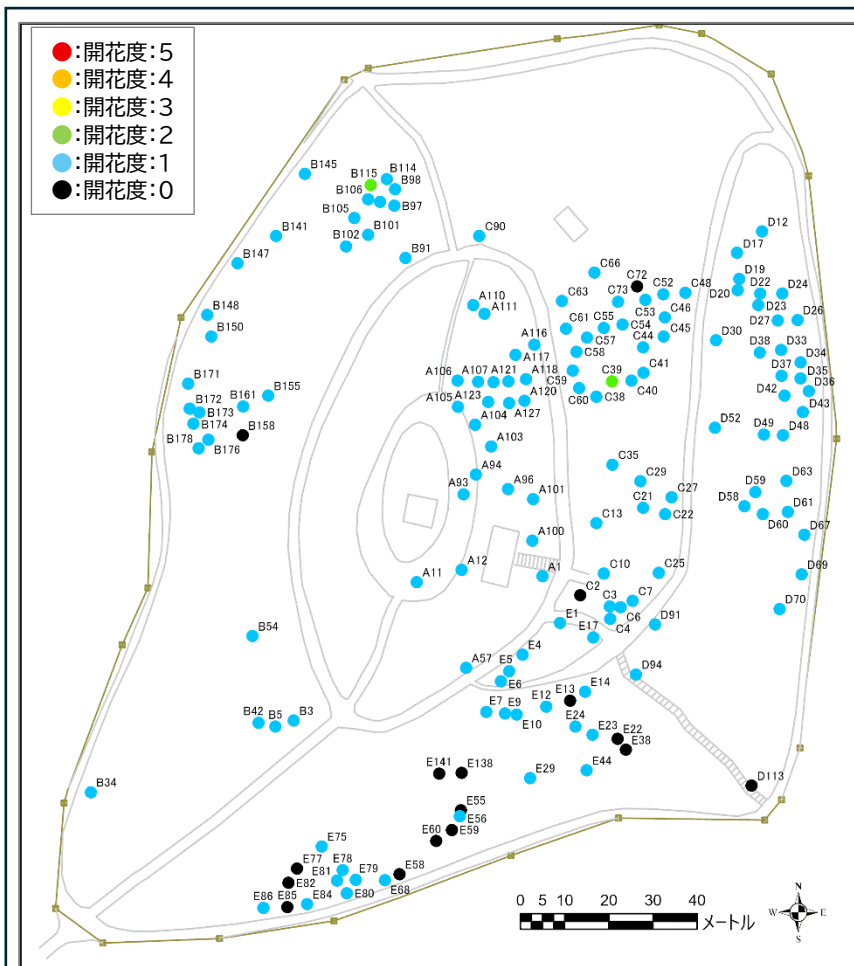 :開花度:5
:開花度:4
:開花度:3
:開花度:2
:開花度:1
:開花度:0
B145
B115
B114
B98
B106
B97
B105
B101
B102
B141
B91
B147
C90
D12
D17
C66
C72
D19
C73
C52
C48
D20
D22
D24
C63
A110
A111
C53
C46
D23
B148
D27
D26
C61
C55
C54
C45
B150
A116
C57
C44
D30
D38
D33
A117
C58
D34
A106
A107
A121
A118
C39
C41
D37
D35
B171
C59
C40
D36
B155
A105
A123
A120
C60
C38
D42
B161
B172
B173
A104
A127
D43
B174
B158
D52
D49
D48
B178
B176
A103
A94
C35
A93
A96
C29
D59
D63
A101
C27
D58
C21
D61
C13
C22
D60
D67
A100
A12
A1
C10
C25
D69
A11
C2
C3
C7
C6
D70
E1
C4
D91
B54
E17
E4
A57
E5
D94
E6
E13
E14
E7
E9
E12
E10
B42
B5
B3
E24
E23
E22
E38
E141
E138
E44
D113
E29
B34
E55
E56
E60
E59
E75
E77
E78
E58
E81
E79
E82
E68
E86
E85
E84
E80
0 5 10 20 30 40
メートル
N
W E
S